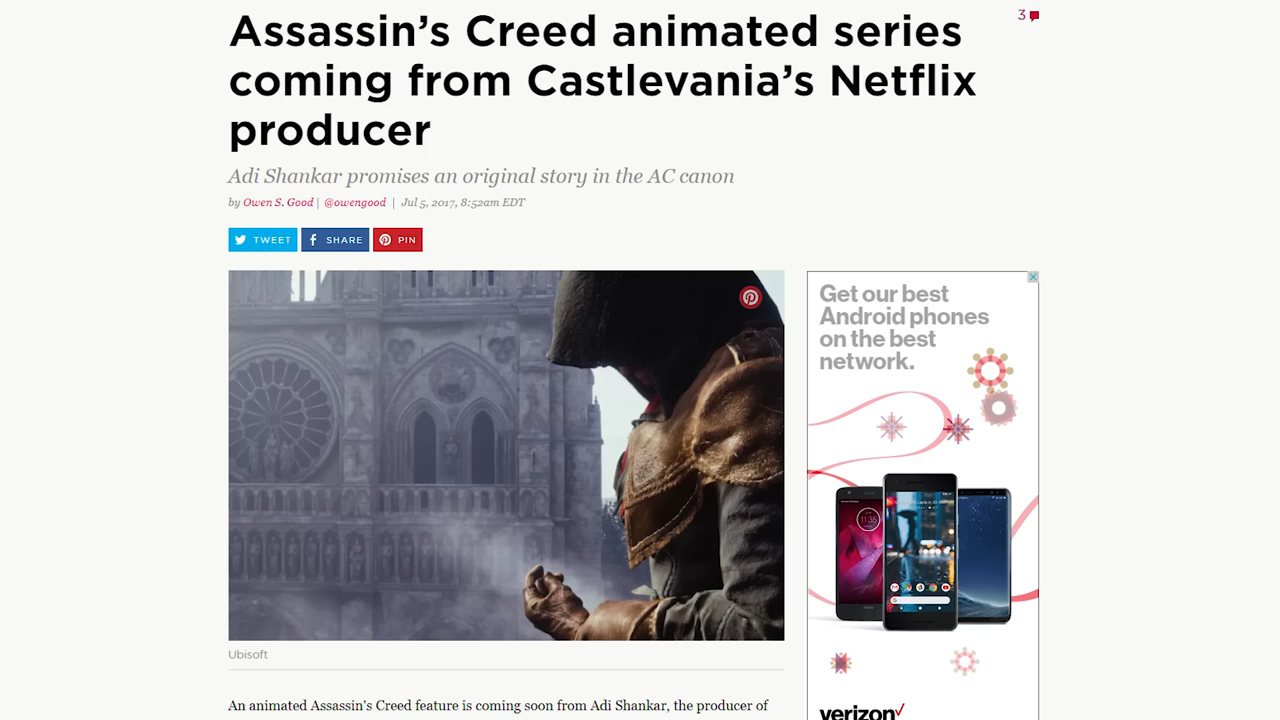 Assassin’s Creed animated series
coming from Castlevania’s Netflix
producer
3
Adi Shankar promises an original story in the AC canon
by Owen S. Good | @owengood | Jul 5, 2017, 8:52am EDT
TWEET
SHARE
PIN
Get our best
Android phones
on the best
network.
11:35
Ubisoft
An animated Assassin's Creed feature is coming soon from Adi Shankar, the producer of
verizon✓